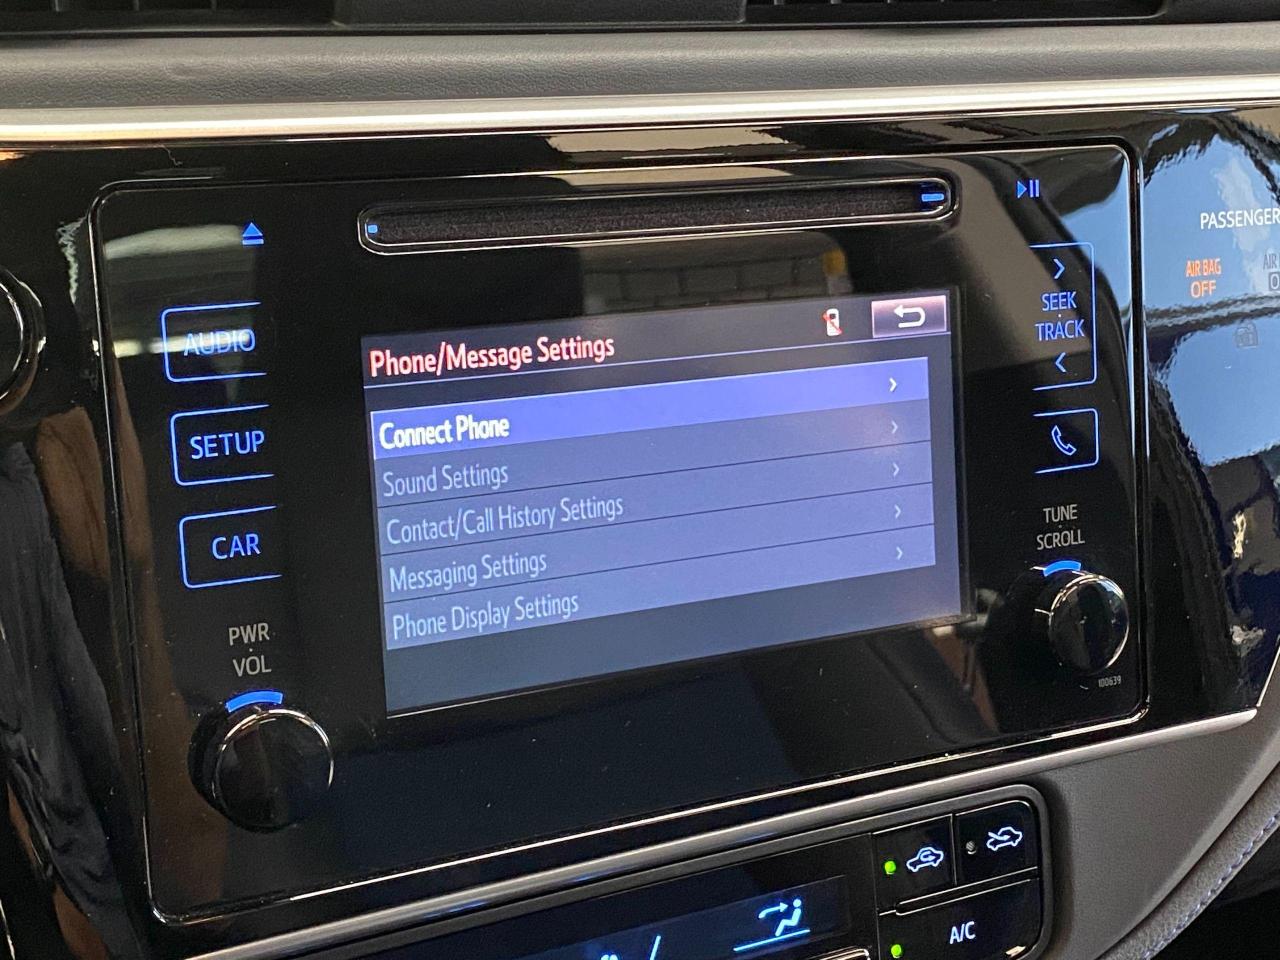 PASSENGER
AIR BAG
OFF
AUDIO
SETUP
CAR
PWR
VOL
Phone/Message Settings
Connect Phone
Sound Settings
Contact/Call History Settings
Messaging Settings
Phone Display Settings
SEEK
TRACK
TUNE
SCROLL
100639
A/C